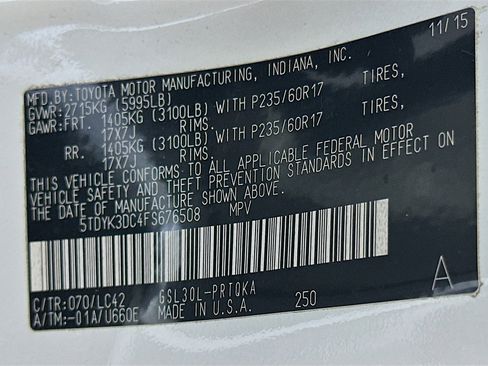 11/15
MFD.BY:TOYOTA MOTOR MANUFACTURING, INDIANA, INC.
GVWR:2715KG (5995LB)
GAWR:FRT. 1405KG (3100LB) WITH P235/60R17 TIRES,
17X7J RIMS.
RR. 1405KG (3100LB) WITH P235/60R17 TIRES,
17X7J RIMS.
THIS VEHICLE CONFORMS TO ALL APPLICABLE FEDERAL MOTOR
VEHICLE SAFETY AND THEFT PREVENTION STANDARDS IN EFFECT ON
THE DATE OF MANUFACTURE SHOWN ABOVE.
5TDYK3DC4FS676508 MPV
C/TR:070/LC42 GSL30L-PRTQKA
A/TM:-01A/U660E MADE IN U.S.A. 250 A